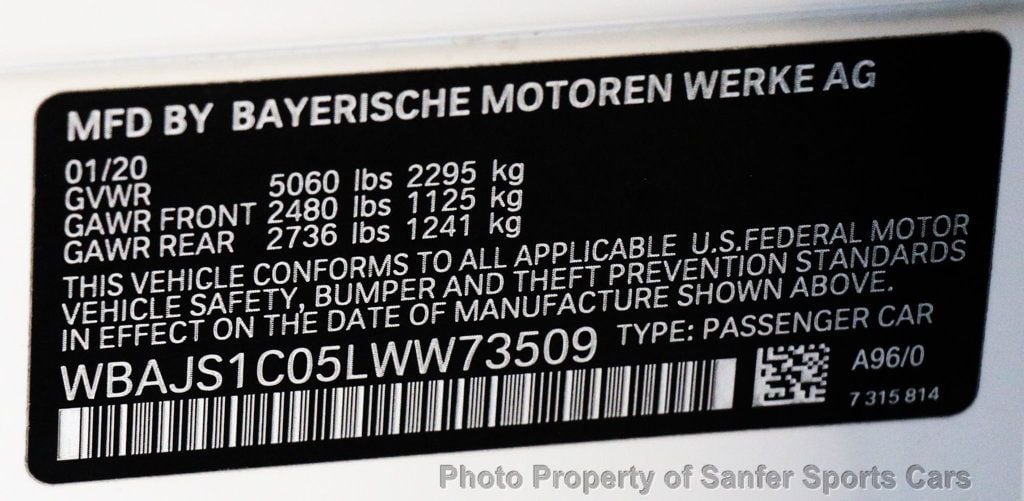 MFD BY BAYERISCHE MOTOREN WERKE AG
01/20
GVWR 5060 lbs 2295 kg
GAWR FRONT 2480 lbs 1125 kg
GAWR REAR 2736 lbs 1241 kg
THIS VEHICLE CONFORMS TO ALL APPLICABLE U.S.FEDERAL MOTOR
VEHICLE SAFETY, BUMPER AND THEFT PREVENTION STANDARDS
IN EFFECT ON THE DATE OF MANUFACTURE SHOWN ABOVE.
WBAJS1C05LWW73509 TYPE: PASSENGER CAR
A96/0
7 315 814
Photo Property of Sanfer Sports Cars